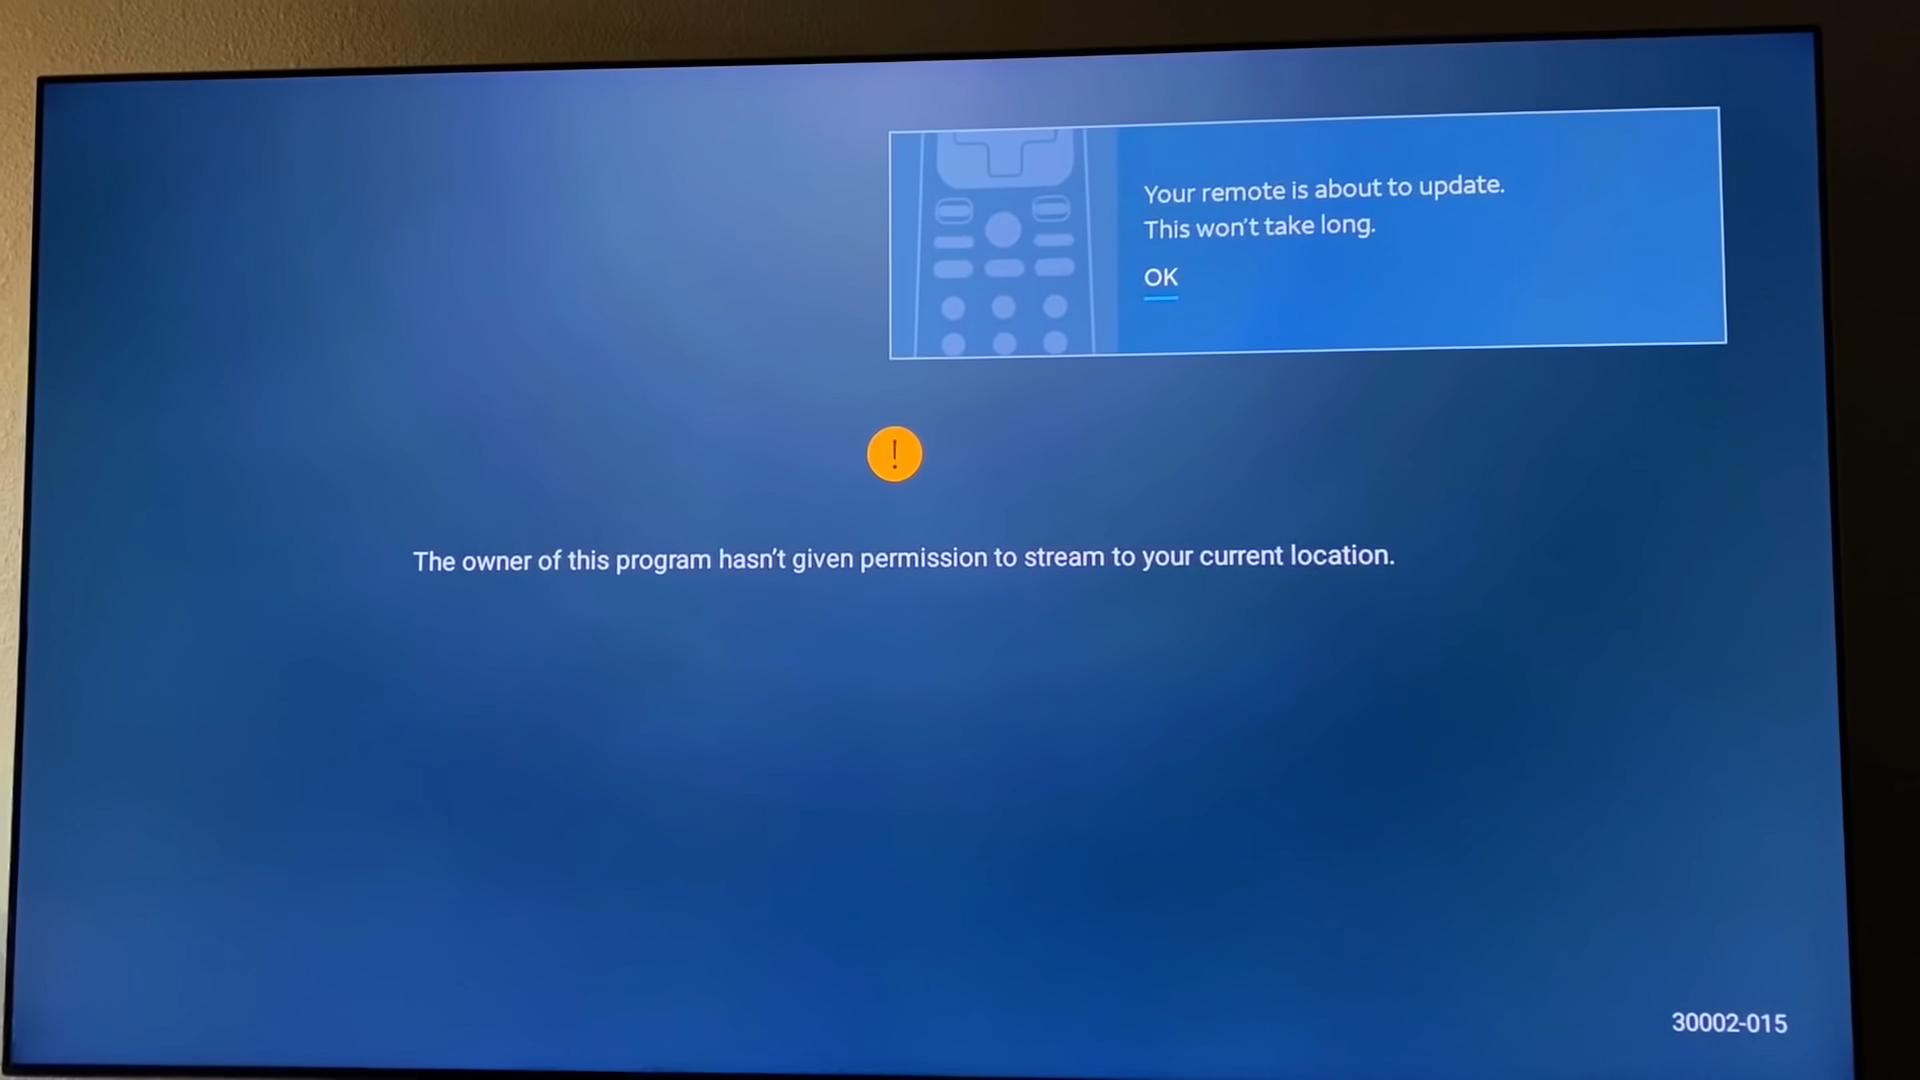 Your remote is about to update.
This won't take long.
OK
!
The owner of this program hasn't given permission to stream to your current location.
30002-015